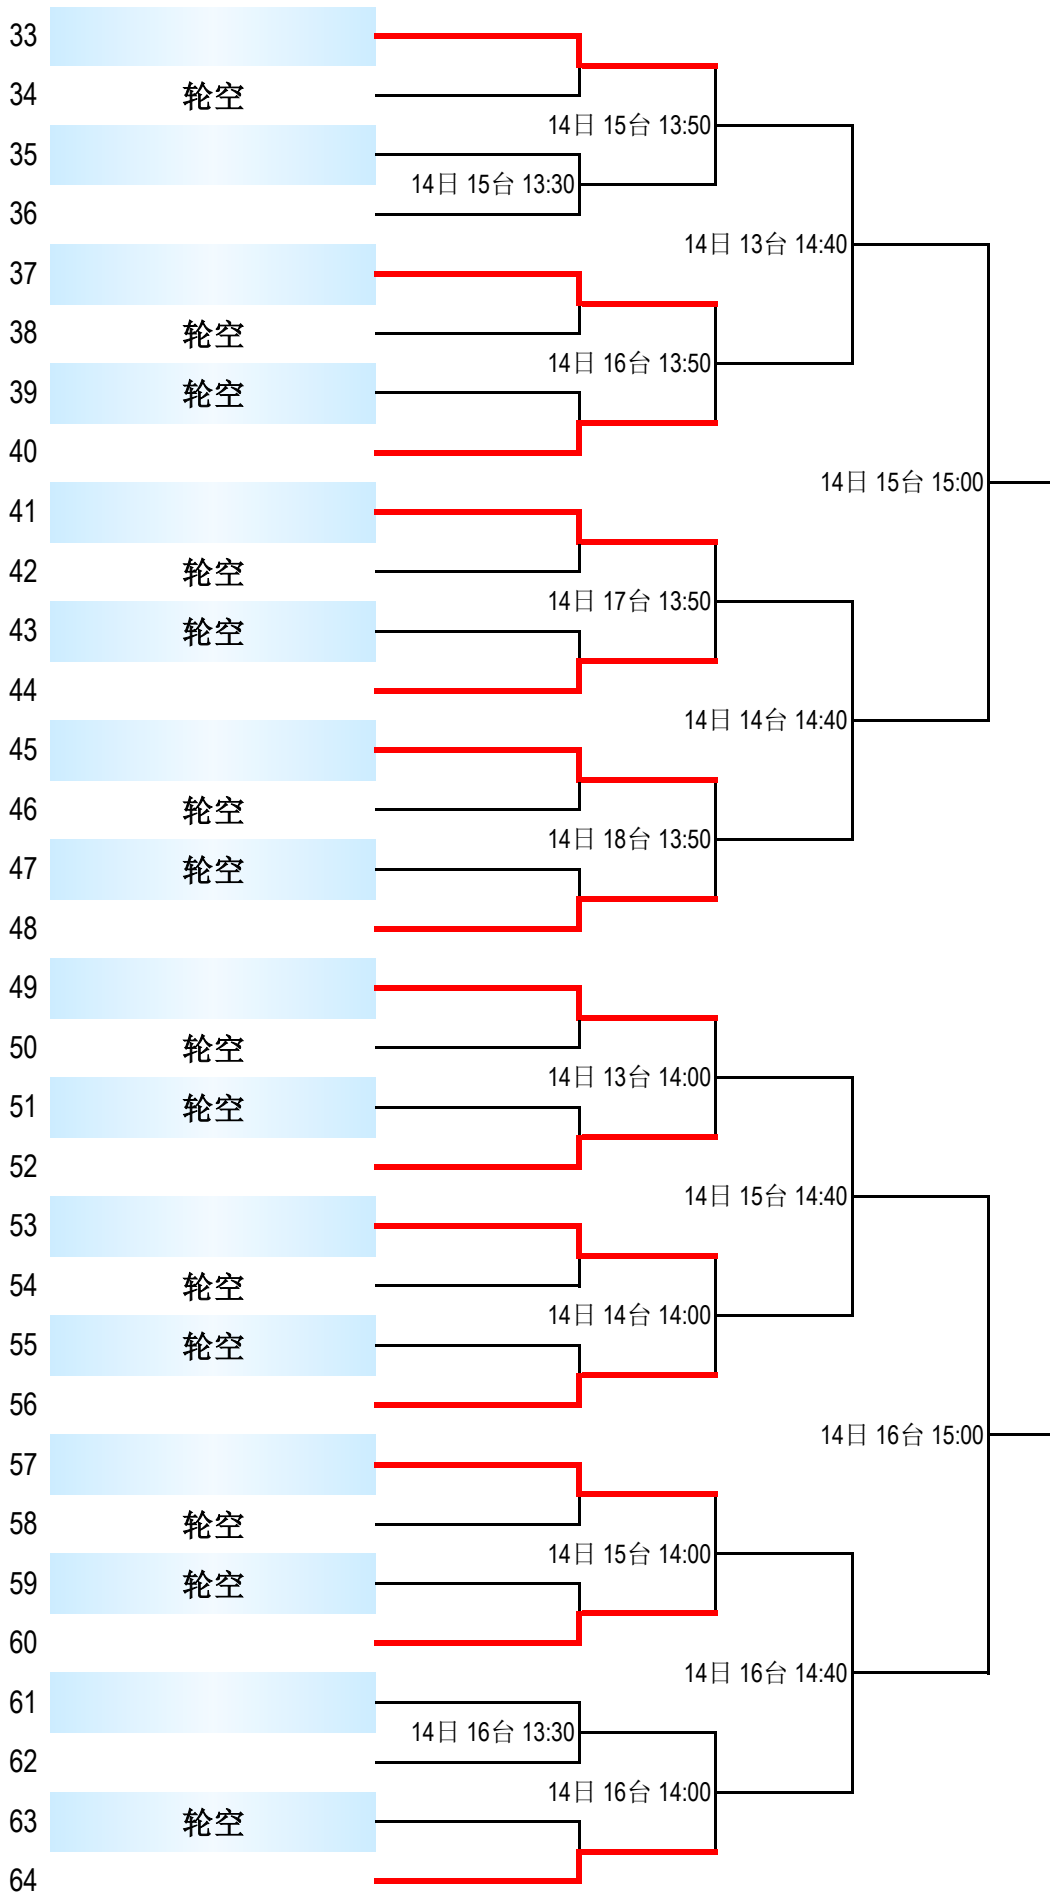 33
34 轮空
14日 15台 13:50
35
14日 15台 13:30
36
14日 13台 14:40
37
38 轮空
14日 16台 13:50
39 轮空
40
14日 15台 15:00
41
42 轮空
14日 17台 13:50
43 轮空
44
14日 14台 14:40
45
46 轮空
14日 18台 13:50
47 轮空
48
49
50 轮空
14日 13台 14:00
51 轮空
52
14日 15台 14:40
53
54 轮空
14日 14台 14:00
55 轮空
56
14日 16台 15:00
57
58 轮空
14日 15台 14:00
59 轮空
60
14日 16台 14:40
61
14日 16台 13:30
62
14日 16台 14:00
63 轮空
64